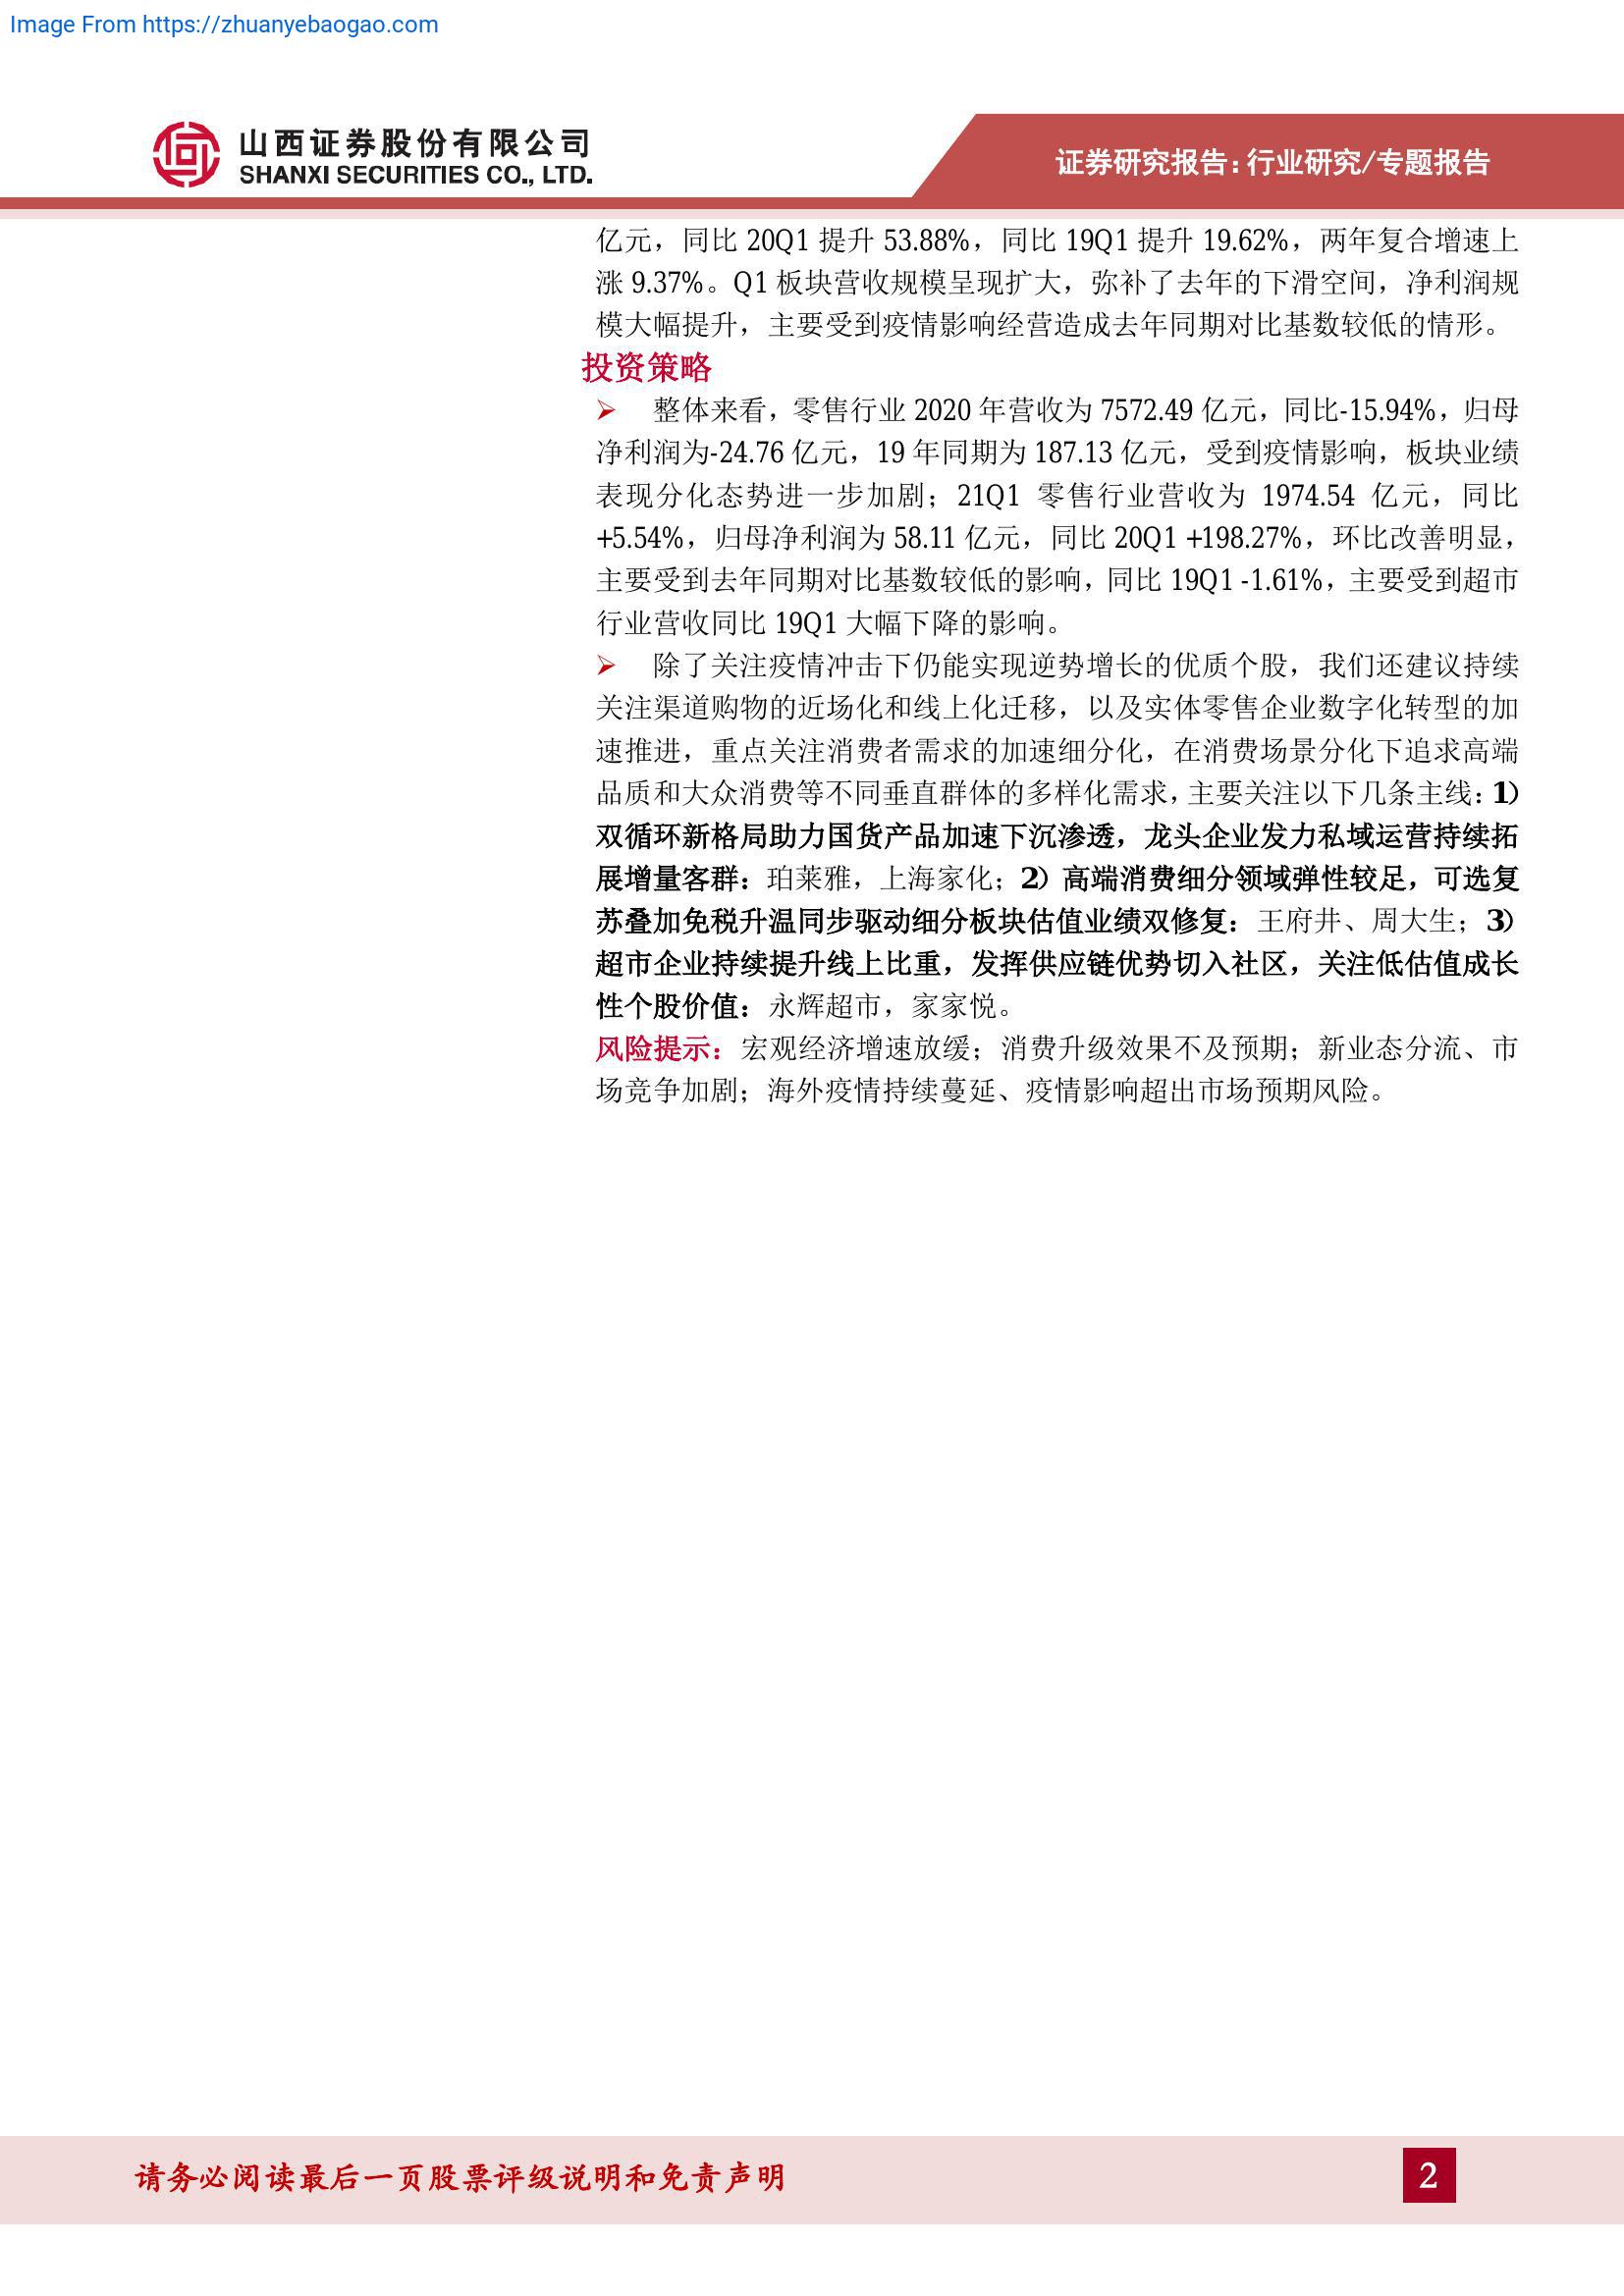 Image From https://zhuanyebaogao.com
山西证券股份有限公司
SHANXI SECURITIES CO., LTD.
证券研究报告：行业研究/专题报告
亿元，同比 20Q1 提升 53.88%，同比 19Q1 提升 19.62%，两年复合增速上
涨 9.37%。Q1 板块营收规模呈现扩大，弥补了去年的下滑空间，净利润规
模大幅提升，主要受到疫情影响经营造成去年同期对比基数较低的情形。
投资策略
➢ 整体来看，零售行业 2020 年营收为 7572.49 亿元，同比-15.94%，归母
净利润为-24.76 亿元，19 年同期为 187.13 亿元，受到疫情影响，板块业绩
表现分化态势进一步加剧；21Q1 零售行业营收为 1974.54 亿元，同比
+5.54%，归母净利润为 58.11 亿元，同比 20Q1 +198.27%，环比改善明显，
主要受到去年同期对比基数较低的影响，同比 19Q1 -1.61%，主要受到超市
行业营收同比 19Q1 大幅下降的影响。
➢ 除了关注疫情冲击下仍能实现逆势增长的优质个股，我们还建议持续
关注渠道购物的近场化和线上化迁移，以及实体零售企业数字化转型的加
速推进，重点关注消费者需求的加速细分化，在消费场景分化下追求高端
品质和大众消费等不同垂直群体的多样化需求，主要关注以下几条主线：1）
双循环新格局助力国货产品加速下沉渗透，龙头企业发力私域运营持续拓
展增量客群：珀莱雅，上海家化；2）高端消费细分领域弹性较足，可选复
苏叠加免税升温同步驱动细分板块估值业绩双修复：王府井、周大生；3）
超市企业持续提升线上比重，发挥供应链优势切入社区，关注低估值成长
性个股价值：永辉超市，家家悦。
风险提示：宏观经济增速放缓；消费升级效果不及预期；新业态分流、市
场竞争加剧；海外疫情持续蔓延、疫情影响超出市场预期风险。
请务必阅读最后一页股票评级说明和免责声明
2